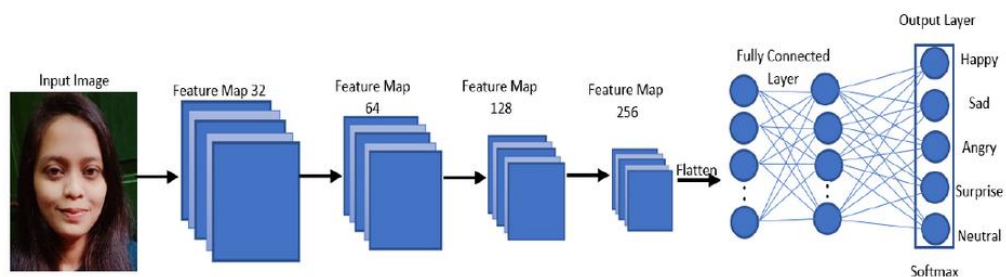 Input Image
Feature Map 32
Feature Map
64
Feature Map
128
Feature Map
256
Flatten
Fully Connected
Layer
Output Layer
Happy
Sad
Angry
Surprise
Neutral
Softmax